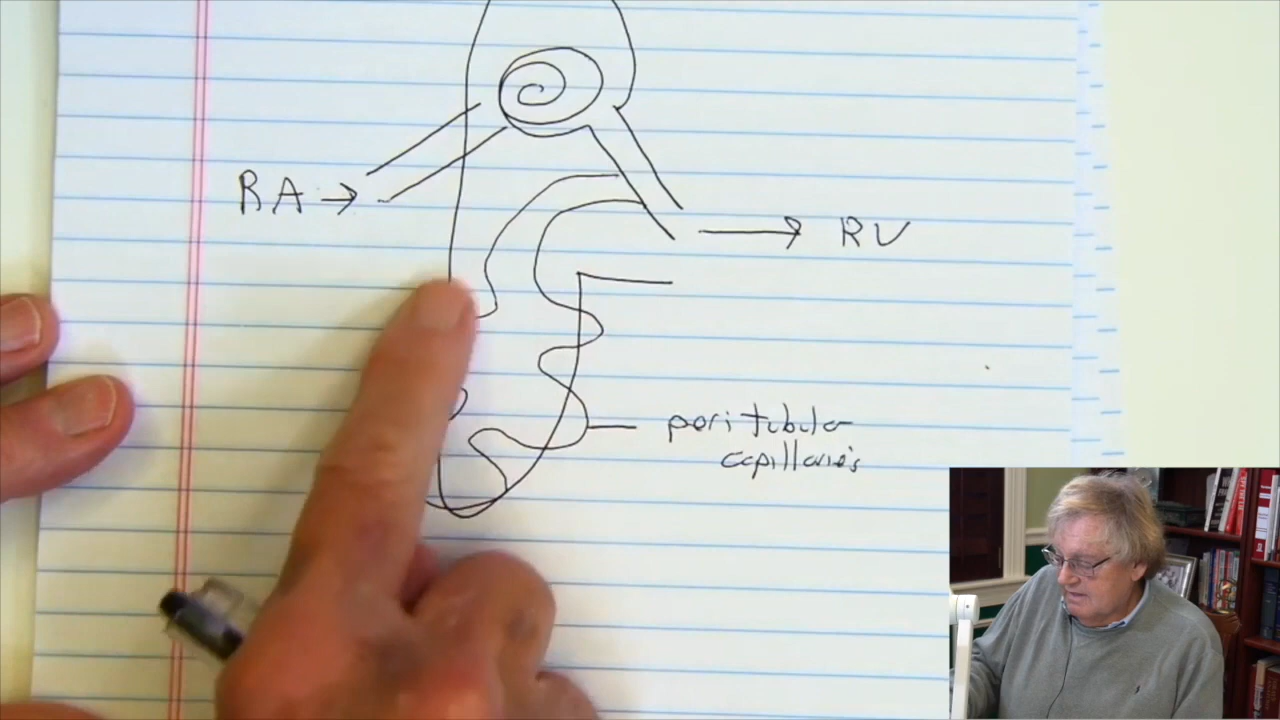 RA →
→ RV
peritubular
capillaries